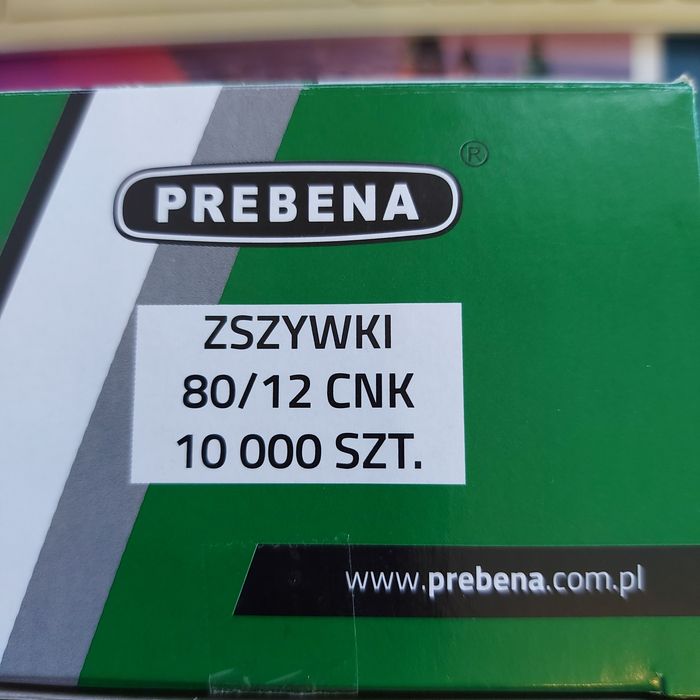 PREBENA ®
ZSZYWKI
80/12 CNK
10 000 SZT.
www.prebena.com.pl